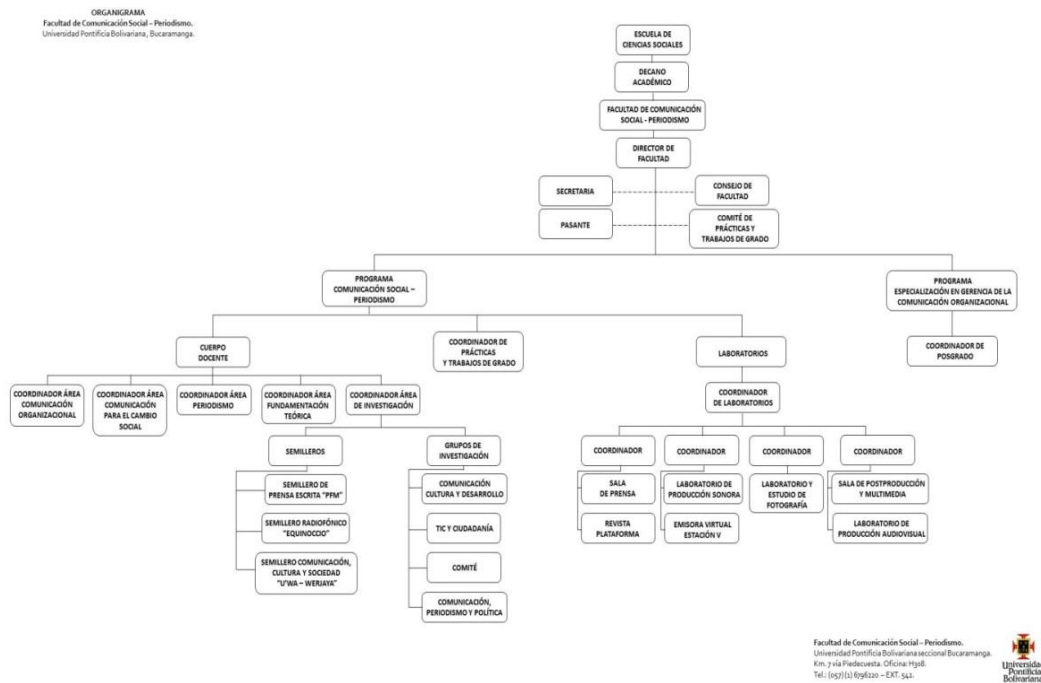 ORGANIGRAMA
Facultad de Comunicación Social – Periodismo.
Universidad Pontificia Bolivariana, Bucaramanga.
ESCUELA DE
CIENCIAS SOCIALES
DECANO
ACADÉMICO
FACULTAD DE COMUNICACIÓN
SOCIAL - PERIODISMO
DIRECTOR DE
FACULTAD
SECRETARIA
CONSEJO DE
FACULTAD
PASANTE
COMITÉ DE
PRÁCTICAS Y
TRABAJOS DE GRADO
PROGRAMA
COMUNICACIÓN SOCIAL –
PERIODISMO
PROGRAMA
ESPECIALIZACIÓN EN GERENCIA DE LA
COMUNICACIÓN ORGANIZACIONAL
CUERPO
DOCENTE
COORDINADOR DE
PRÁCTICAS
Y TRABAJOS DE GRADO
LABORATORIOS
COORDINADOR DE
POSGRADO
COORDINADOR ÁREA
COMUNICACIÓN
ORGANIZACIONAL
COORDINADOR ÁREA
COMUNICACIÓN
PARA EL CAMBIO
SOCIAL
COORDINADOR ÁREA
PERIODISMO
COORDINADOR ÁREA
FUNDAMENTACIÓN
TEÓRICA
COORDINADOR ÁREA
DE INVESTIGACIÓN
COORDINADOR
DE LABORATORIOS
SEMILLEROS
GRUPOS DE
INVESTIGACIÓN
COORDINADOR
COORDINADOR
COORDINADOR
COORDINADOR
SEMILLERO DE
PRENSA ESCRITA "PFM"
SEMILLERO RADIOFÓNICO
"EQUINOCCIO"
SEMILLERO COMUNICACIÓN,
CULTURA Y SOCIEDAD
"U'WA – WERJAYA"
COMUNICACIÓN
CULTURA Y DESARROLLO
TIC Y CIUDADANÍA
COMITÉ
COMUNICACIÓN,
PERIODISMO Y POLÍTICA
SALA
DE PRENSA
REVISTA
PLATAFORMA
LABORATORIO DE
PRODUCCIÓN SONORA
EMISORA VIRTUAL
ESTACIÓN V
LABORATORIO Y
ESTUDIO DE
FOTOGRAFÍA
SALA DE POSTPRODUCCIÓN
Y MULTIMEDIA
LABORATORIO DE
PRODUCCIÓN AUDIOVISUAL
Facultad de Comunicación Social – Periodismo.
Universidad Pontificia Bolivariana seccional Bucaramanga.
Km. 7 vía Piedecuesta. Oficina: H308.
Tel.: (057)(1) 6796220 – EXT. 542.
Universidad
Pontificia
Bolivariana